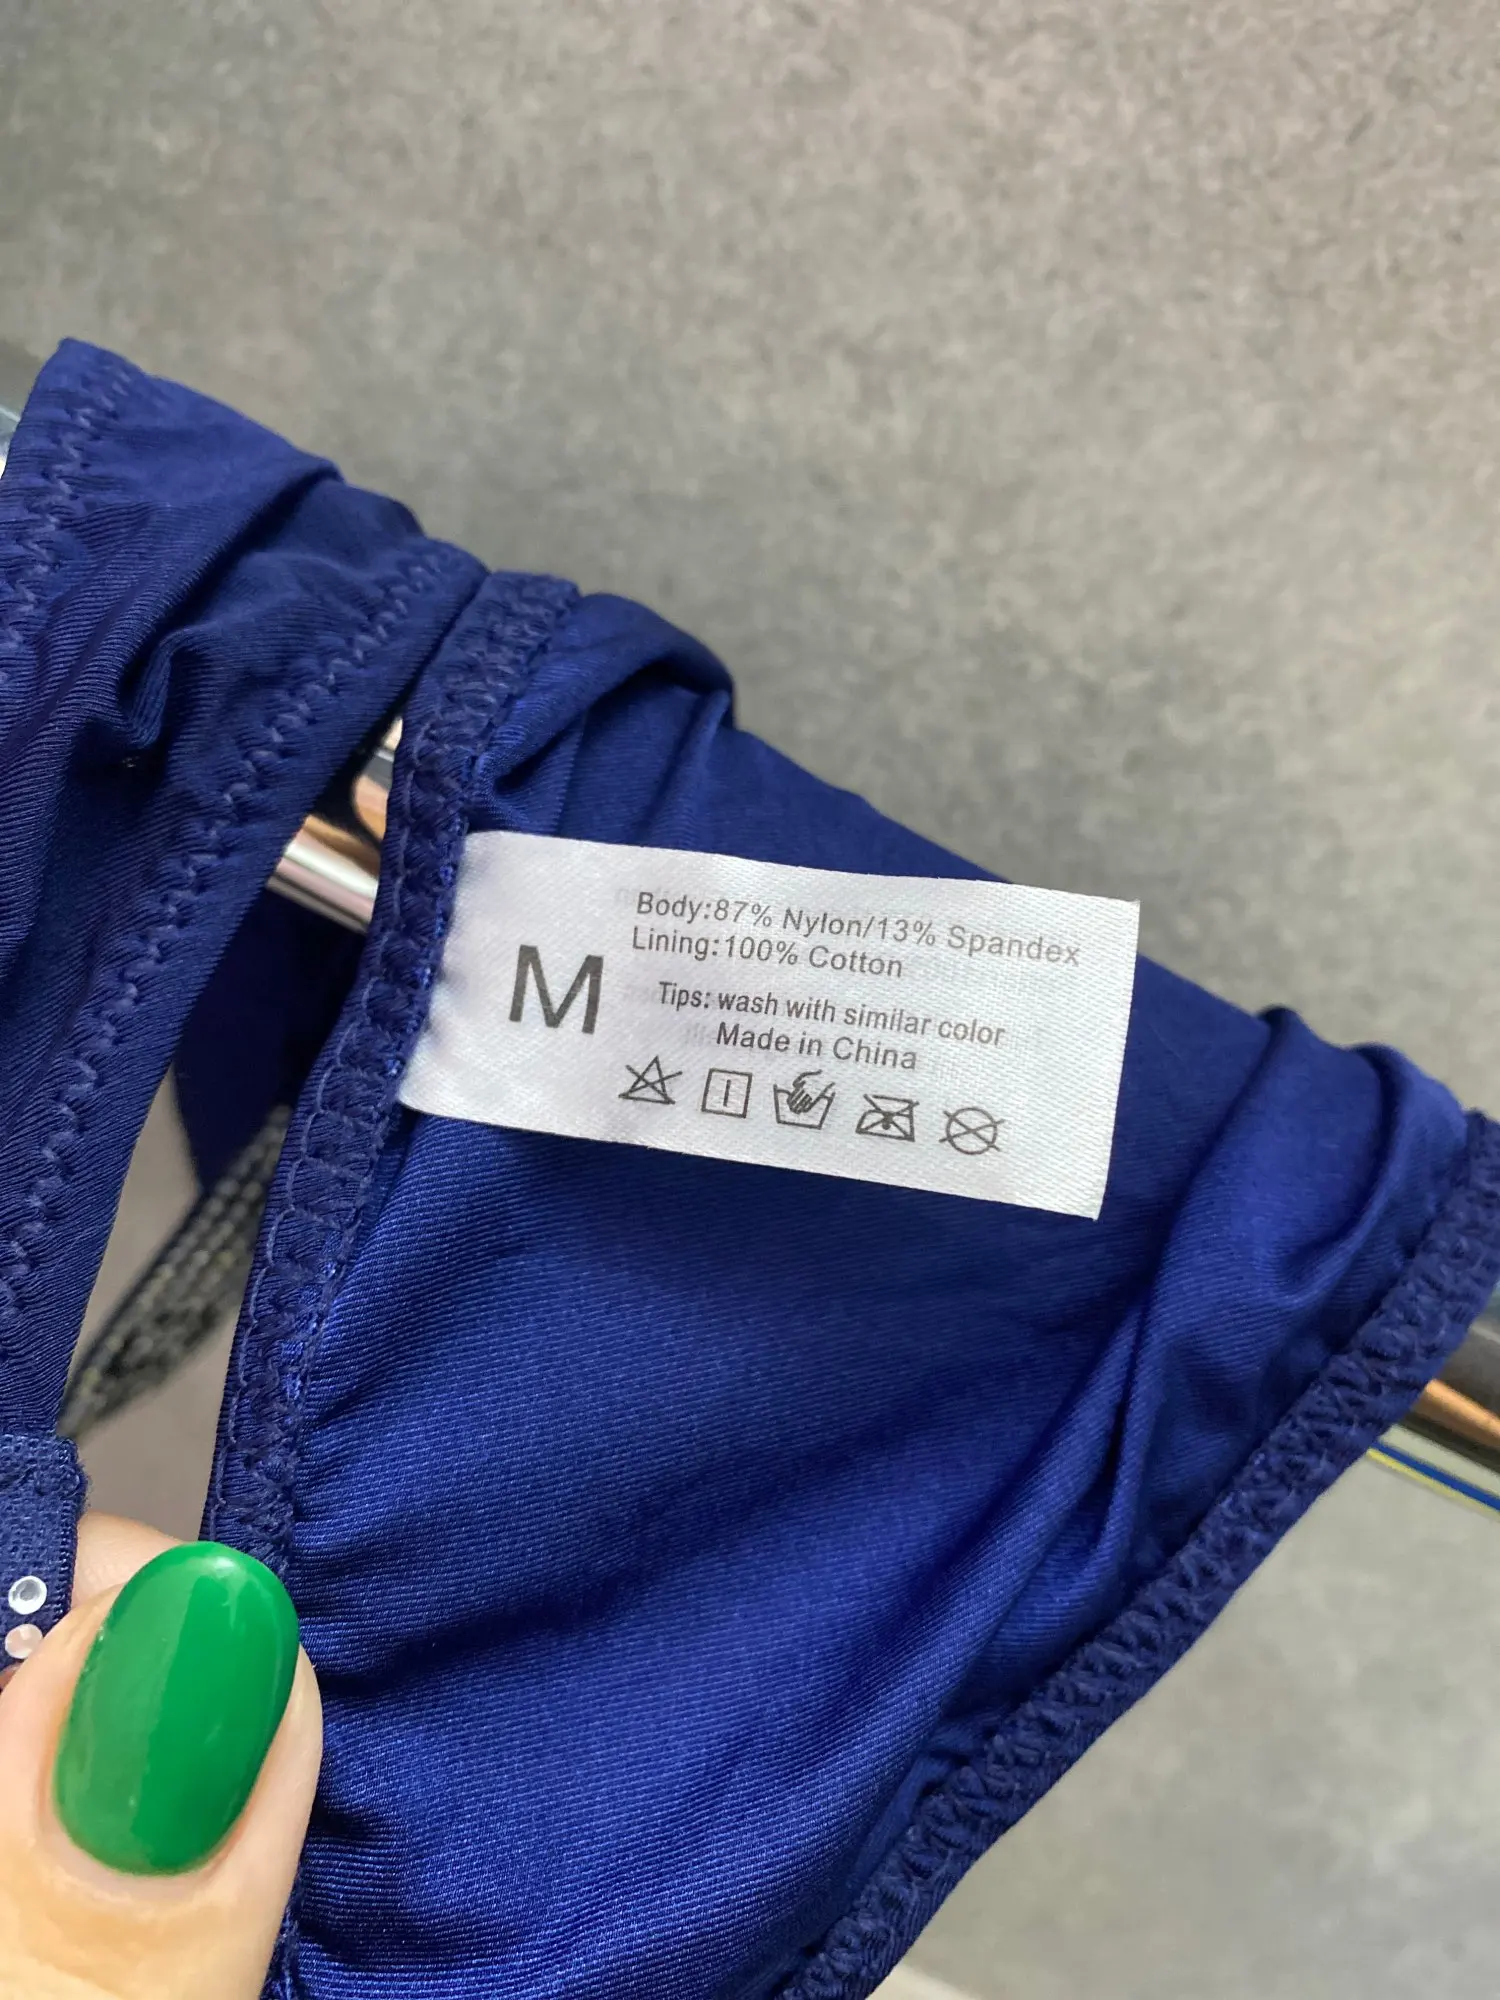 M
Body:87% Nylon/13% Spandex
Lining:100% Cotton
Tips: wash with similar color
Made in China